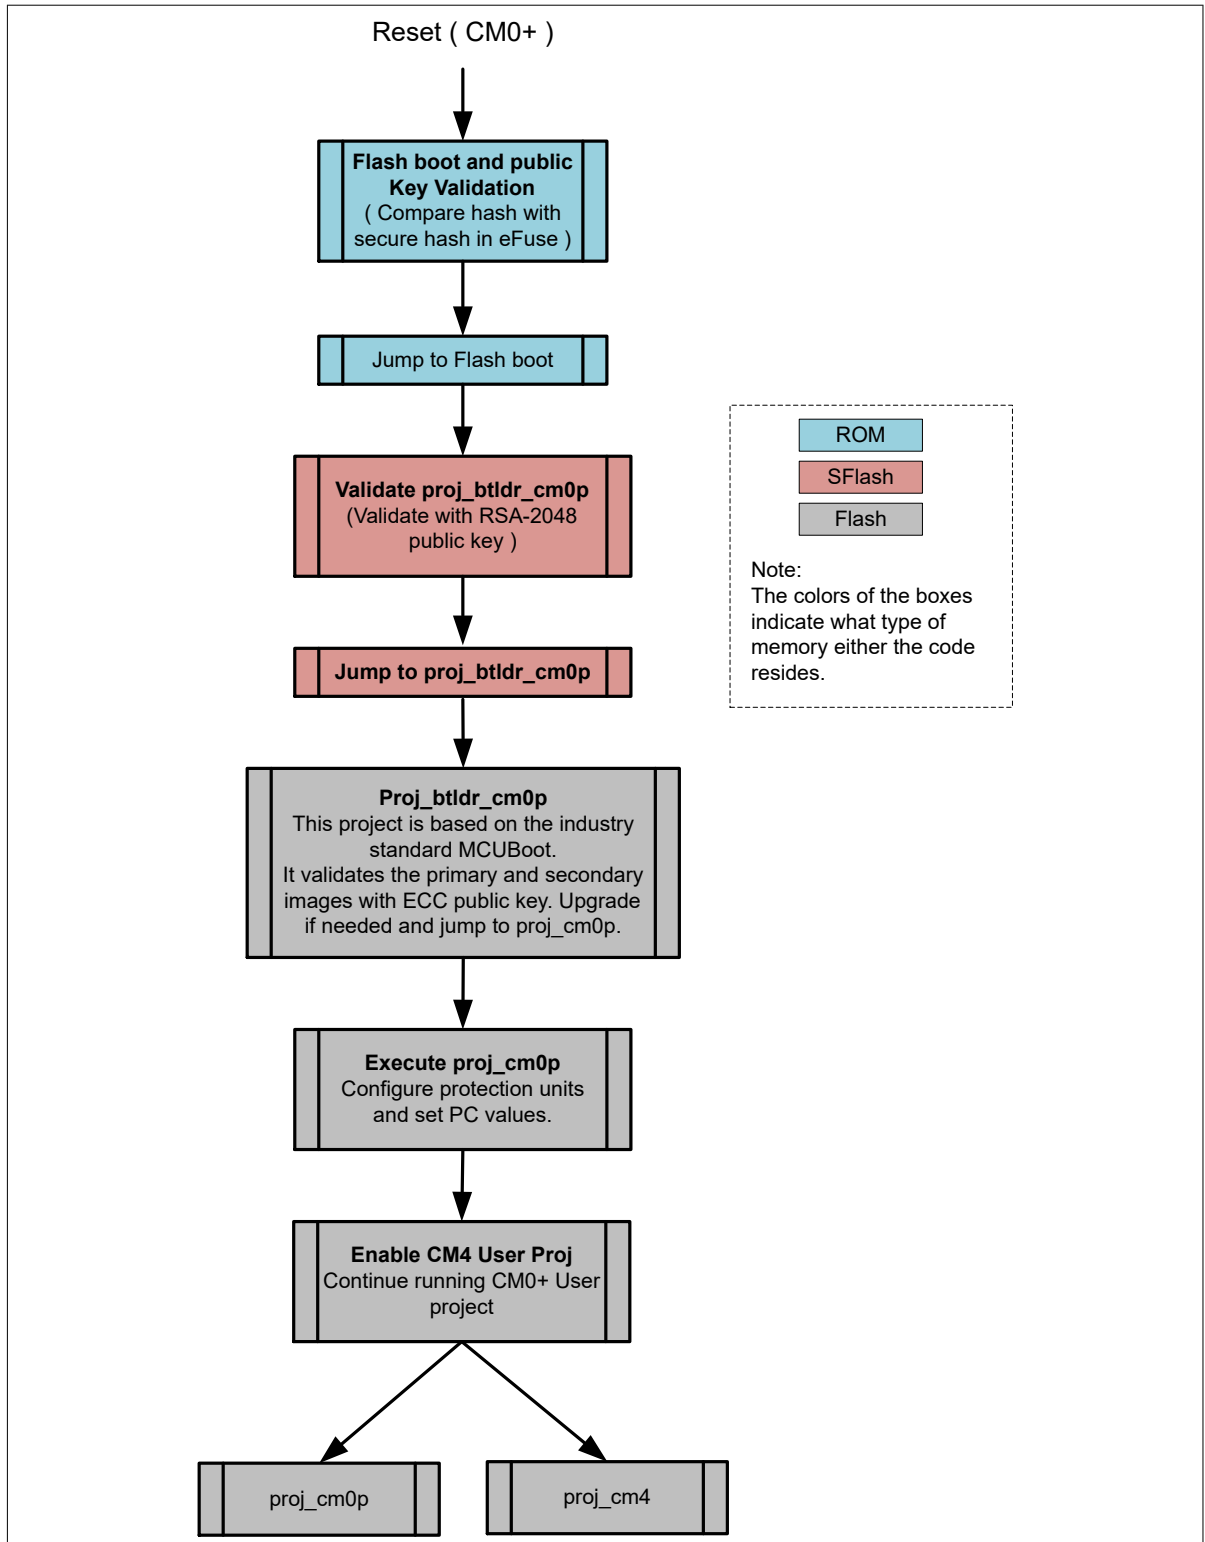 Reset ( CM0+ )
Flash boot and public
Key Validation
( Compare hash with
secure hash in eFuse )
Jump to Flash boot
Validate proj_btldr_cm0p
(Validate with RSA-2048
public key )
Jump to proj_btldr_cm0p
ROM
SFlash
Flash
Note:
The colors of the boxes
indicate what type of
memory either the code
resides.
Proj_btldr_cm0p
This project is based on the industry
standard MCUBoot.
It validates the primary and secondary
images with ECC public key. Upgrade
if needed and jump to proj_cm0p.
Execute proj_cm0p
Configure protection units
and set PC values.
Enable CM4 User Proj
Continue running CM0+ User
project
proj_cm0p
proj_cm4